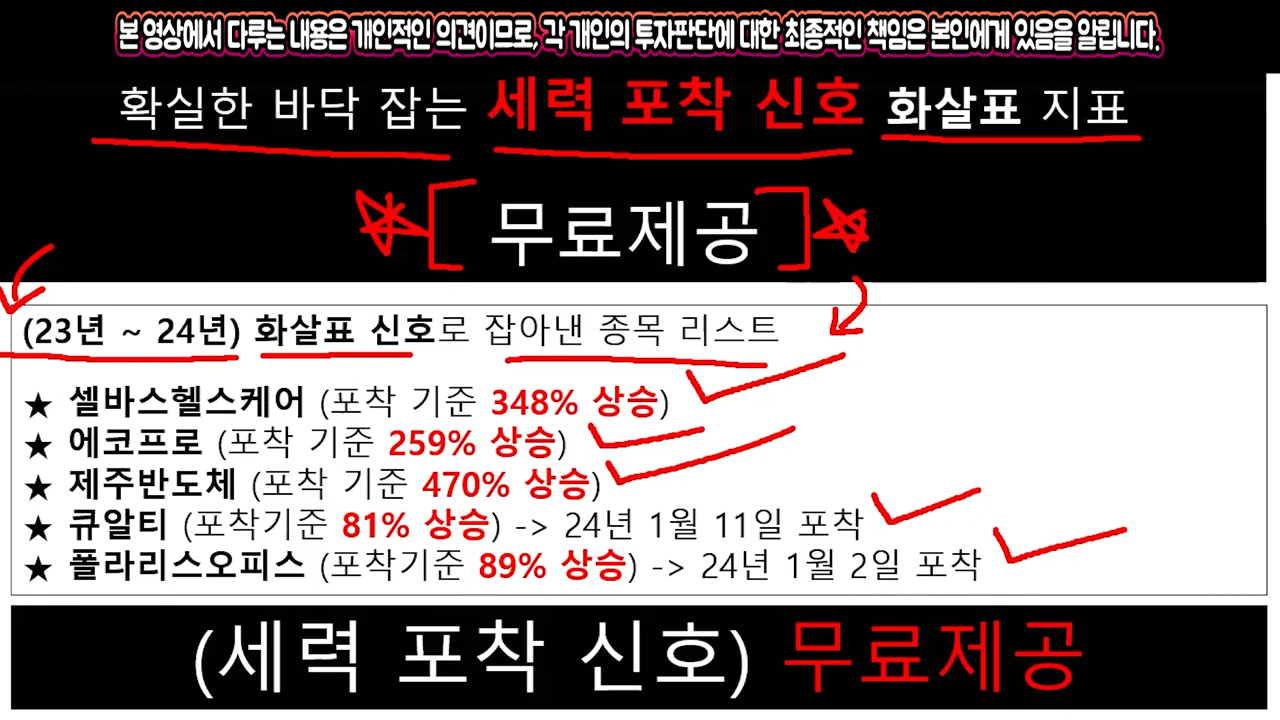 본 영상에서 다루는 내용은 개인적인 의견이므로, 각 개인의 투자판단에 대한 최종적인 책임은 본인에게 있음을 알립니다.
확실한 바닥 잡는 세력 포착 신호 화살표 지표
무료제공
(23년 ~ 24년) 화살표 신호로 잡아낸 종목 리스트
★ 셀바스헬스케어 (포착 기준 348% 상승)
★ 에코프로 (포착 기준 259% 상승)
★ 제주반도체 (포착 기준 470% 상승)
★ 큐알티 (포착기준 81% 상승) -> 24년 1월 11일 포착
★ 폴라리스오피스 (포착기준 89% 상승) -> 24년 1월 2일 포착
(세력 포착 신호) 무료제공